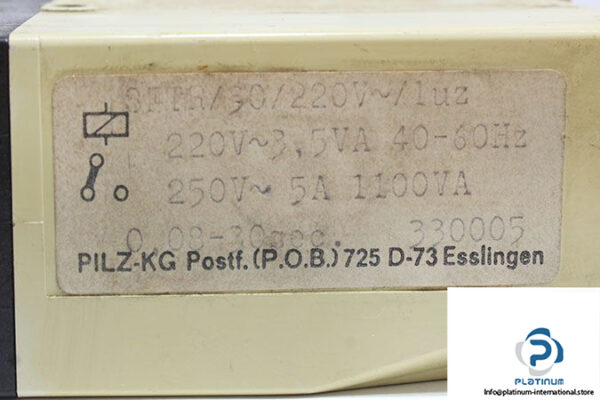 SFTR/30/220V~/1uz
220V~3,5VA 40-60Hz
250V~ 5A 1100VA
0,08-30sec. 330005
PILZ-KG Postf. (P.O.B.) 725 D-73 Esslingen
PLATINUM
Info@platinum-international.store